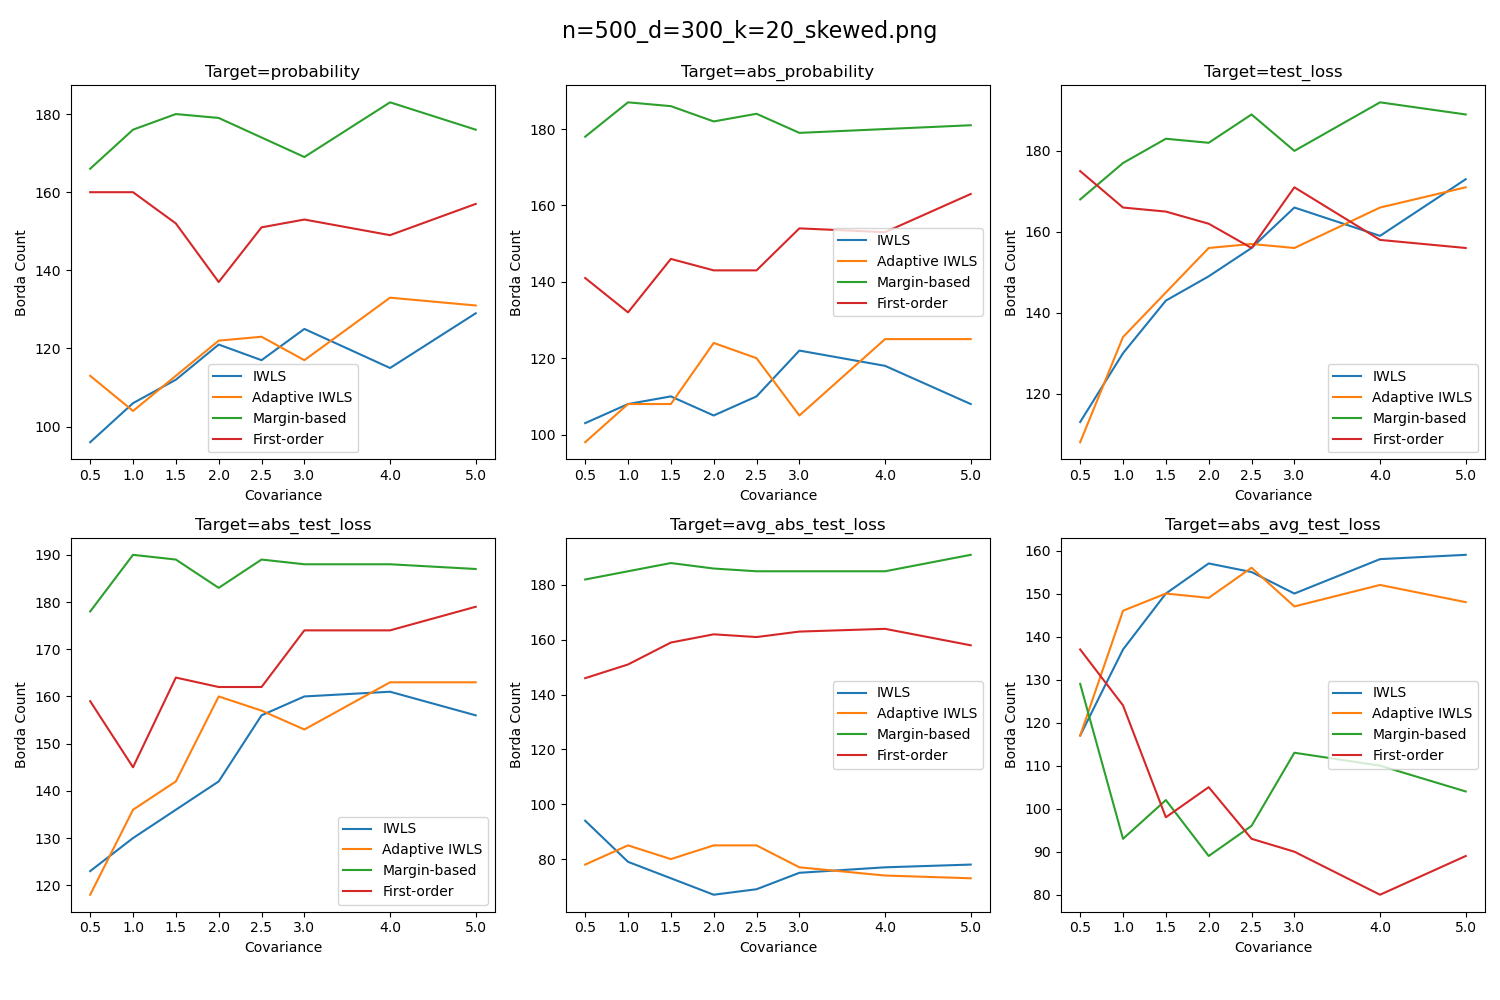 n=500_d=300_k=20_skewed.png
Target=probability
Borda Count
180
160
140
120
100
0.5 1.0 1.5 2.0 2.5 3.0 4.0 5.0
Covariance
IWLS
Adaptive IWLS
Margin-based
First-order
Target=abs_probability
Borda Count
180
160
140
120
100
0.5 1.0 1.5 2.0 2.5 3.0 4.0 5.0
Covariance
IWLS
Adaptive IWLS
Margin-based
First-order
Target=test_loss
Borda Count
180
160
140
120
0.5 1.0 1.5 2.0 2.5 3.0 4.0 5.0
Covariance
IWLS
Adaptive IWLS
Margin-based
First-order
Target=abs_test_loss
Borda Count
190
180
170
160
150
140
130
120
0.5 1.0 1.5 2.0 2.5 3.0 4.0 5.0
Covariance
IWLS
Adaptive IWLS
Margin-based
First-order
Target=avg_abs_test_loss
Borda Count
180
160
140
120
100
80
0.5 1.0 1.5 2.0 2.5 3.0 4.0 5.0
Covariance
IWLS
Adaptive IWLS
Margin-based
First-order
Target=abs_avg_test_loss
Borda Count
160
150
140
130
120
110
100
90
80
0.5 1.0 1.5 2.0 2.5 3.0 4.0 5.0
Covariance
IWLS
Adaptive IWLS
Margin-based
First-order